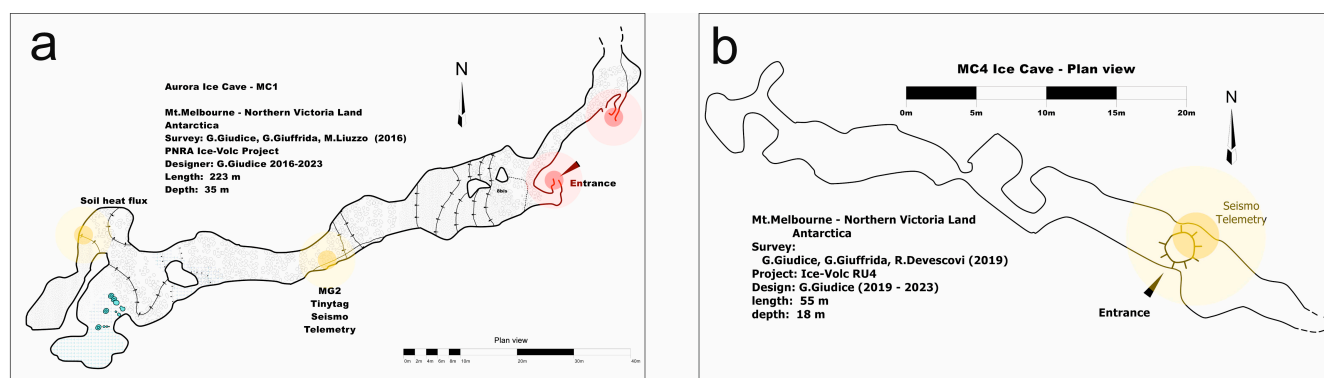 a
Aurora Ice Cave - MC1
Mt.Melbourne - Northern Victoria Land
Antarctica
Survey: G.Giudice, G.Giuffrida, M.Liuzzo (2016)
PNRA Ice-Volc Project
Designer: G.Giudice 2016-2023
Length: 223 m
Depth: 35 m
N
Entrance
Soil heat flux
MG2
Tinytag
Seismo
Telemetry
Plan view
0m 2m 4m 6m 8m 10m 20m 30m 40m
b
MC4 Ice Cave - Plan view
0m 5m 10m 15m 20m
N
Seismo
Telemetry
Mt.Melbourne - Northern Victoria Land
Antarctica
Survey:
G.Giudice, G.Giuffrida, R.Devescovi (2019)
Project: Ice-Volc RU4
Design: G.Giudice (2019 - 2023)
length: 55 m
depth: 18 m
Entrance